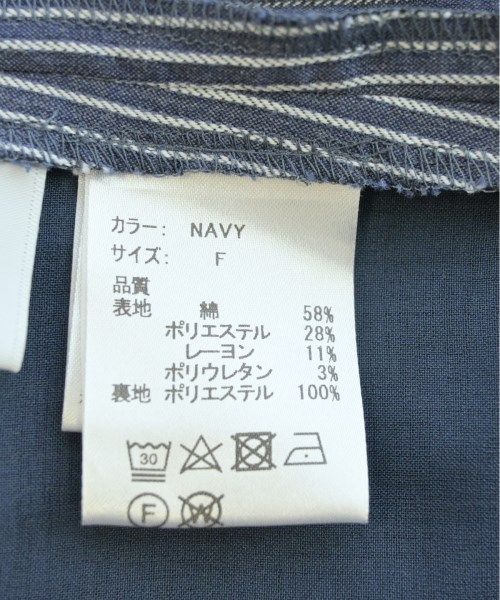 カラー： NAVY
サイズ： F
品質
表地 綿 58%
ポリエステル 28%
レーヨン 11%
ポリウレタン 3%
裏地 ポリエステル 100%
30
F W